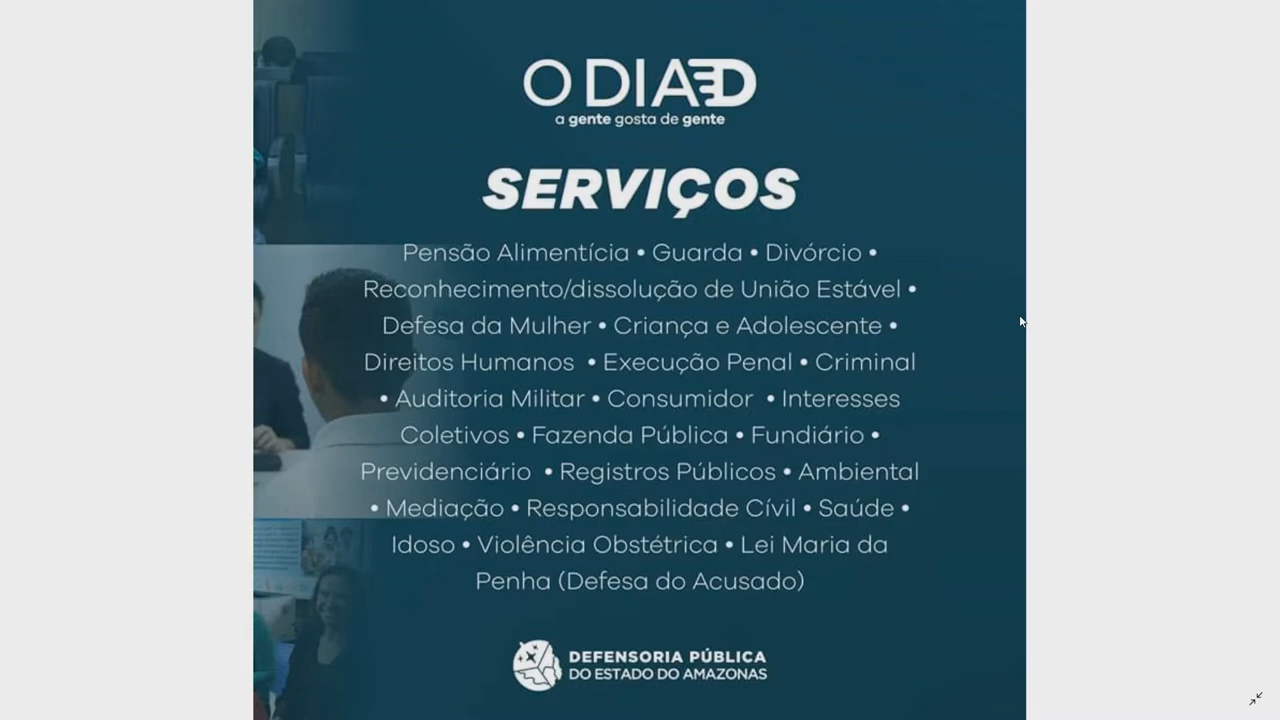 O DIA D
a gente gosta de gente
SERVIÇOS
Pensão Alimentícia • Guarda • Divórcio •
Reconhecimento/dissolução de União Estável •
Defesa da Mulher • Criança e Adolescente •
Direitos Humanos • Execução Penal • Criminal
• Auditoria Militar • Consumidor • Interesses
Coletivos • Fazenda Pública • Fundiário •
Previdenciário • Registros Públicos • Ambiental
• Mediação • Responsabilidade Cívil • Saúde •
Idoso • Violência Obstétrica • Lei Maria da
Penha (Defesa do Acusado)
DEFENSORIA PÚBLICA
DO ESTADO DO AMAZONAS